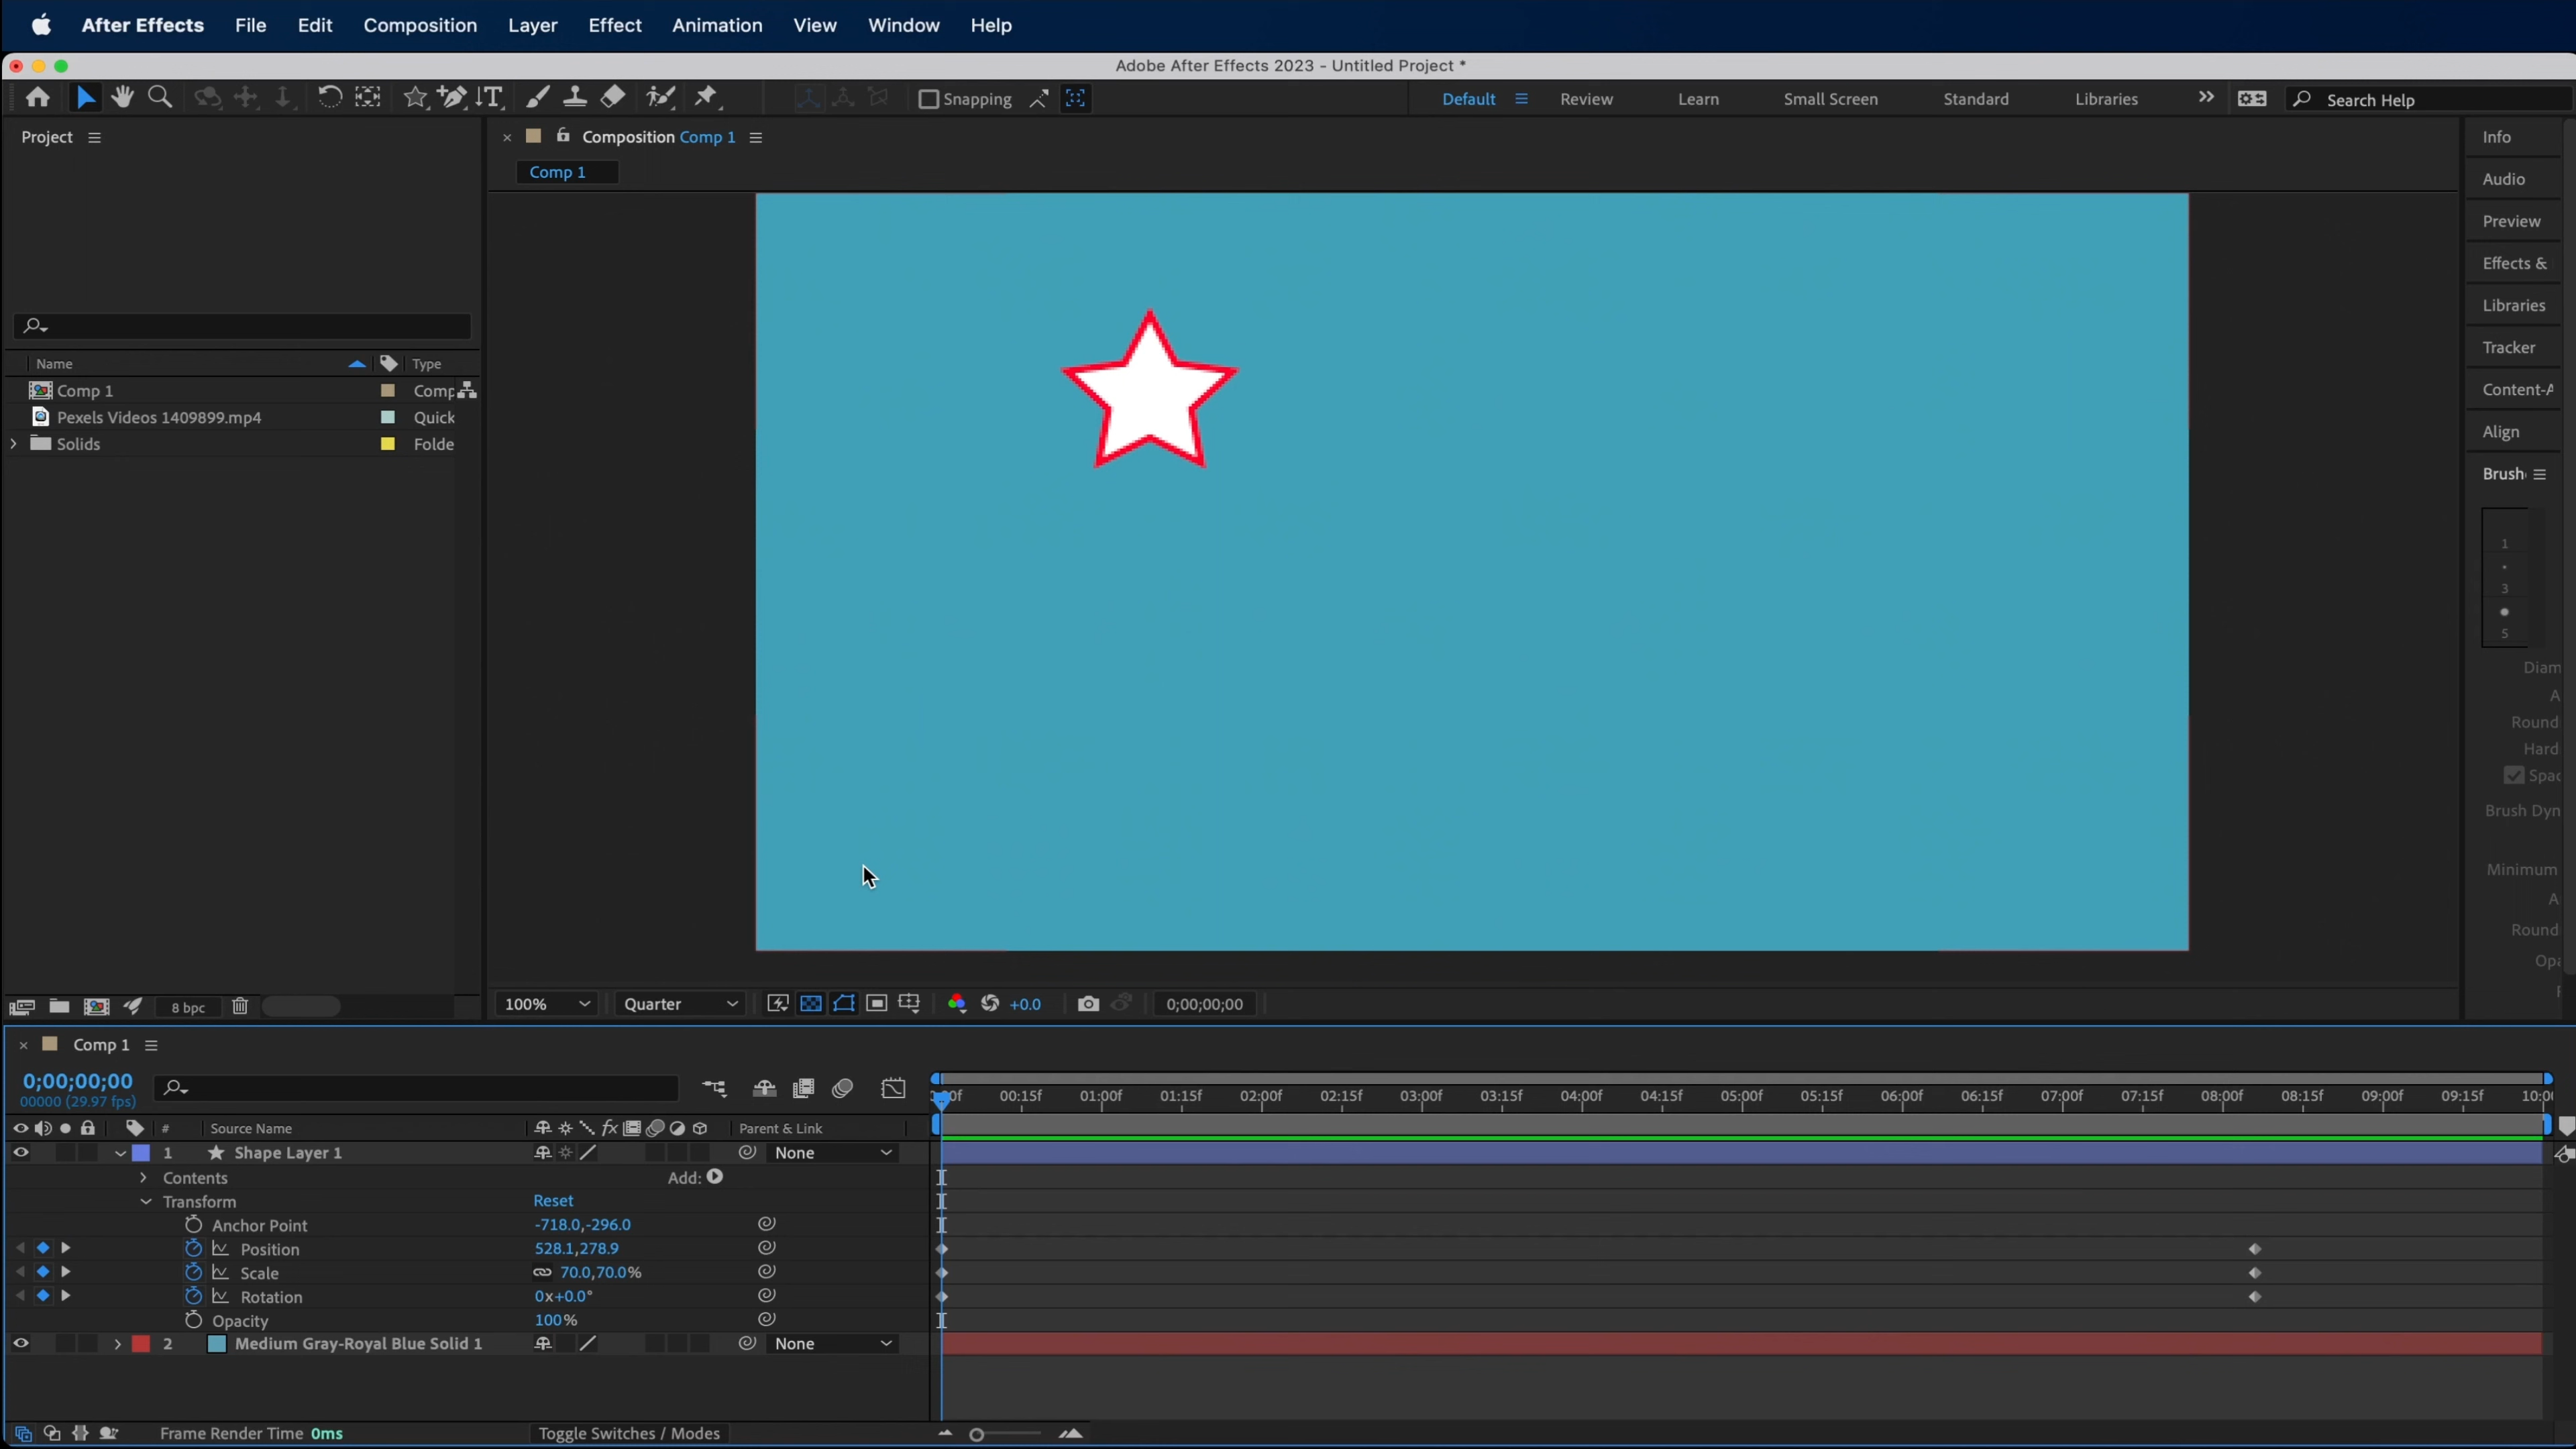 After Effects File Edit Composition Layer Effect Animation View Window Help
Adobe After Effects 2023 - Untitled Project *
Snapping Default Review Learn Small Screen Standard Libraries Search Help
Project
Composition Comp 1
Comp 1
Name Type
Comp 1 Comp
Pexels Videos 1409899.mp4 Quick
Solids Folde
Info
Audio
Preview
Effects &
Libraries
Tracker
Content-A
Align
Brush
1
3
5
Diam
A
Round
Hard
Spac
Brush Dyn
Minimum
A
Round
Opa
8 bpc
100% Quarter +0.0 0;00;00;00
Comp 1
0;00;00;00
00000 (29.97 fps)
00:15f 01:00f 01:15f 02:00f 02:15f 03:00f 03:15f 04:00f 04:15f 05:00f 05:15f 06:00f 06:15f 07:00f 07:15f 08:00f 08:15f 09:00f 09:15f 10:0
# Source Name fx Parent & Link
1 Shape Layer 1 None
Contents Add:
Transform Reset
Anchor Point -718.0,-296.0
Position 528.1,278.9
Scale 70.0,70.0%
Rotation 0x+0.0°
Opacity 100%
2 Medium Gray-Royal Blue Solid 1 None
Frame Render Time 0ms Toggle Switches / Modes